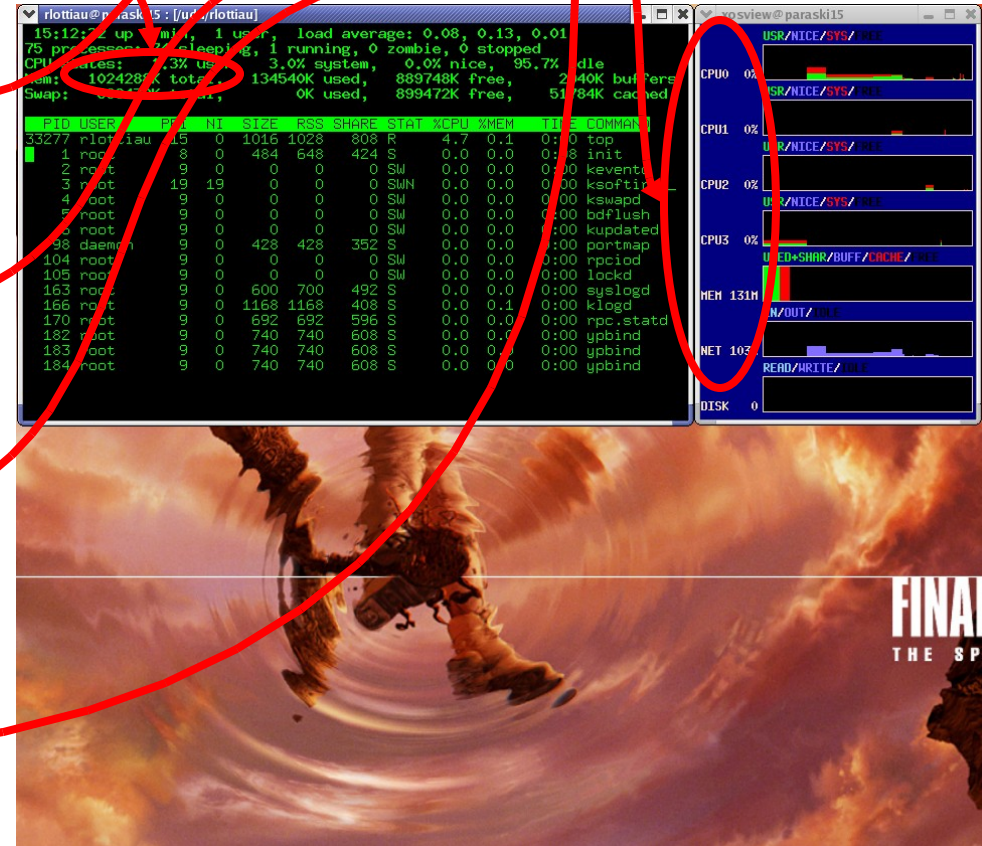 rlottiau@paraski15 : [/udd/rlottiau]
15:12:22 up min, 1 user, load average: 0.08, 0.13, 0.01
75 processes: 74 sleeping, 1 running, 0 zombie, 0 stopped
CPU states: 3% user, 3.0% system, 0.0% nice, 95.7% idle
Mem: 1024288K total, 134540K used, 889748K free, 2040K buffers
Swap: total, 0K used, 899472K free, 51784K cached
PID USER PRI NI SIZE RSS SHARE STAT %CPU %MEM TIME COMMAND
33277 rlottiau 15 0 1016 1028 808 R 4.7 0.1 0:00 top
1 root 8 0 484 648 424 S 0.0 0.0 0:08 init
2 root 9 0 0 0 0 SW 0.0 0.0 0:00 keventd
3 root 19 19 0 0 0 SWN 0.0 0.0 0:00
4 root 9 0 0 0 0 SW 0.0 0.0 0:00 kswapd
5 root 9 0 0 0 0 SW 0.0 0.0 0:00 bdflush
6 root 9 0 0 0 0 SW 0.0 0.0 0:00 kupdated
98 daemon 9 0 428 428 352 S 0.0 0.0 0:00 portmap
104 root 9 0 0 0 0 SW 0.0 0.0 0:00 rpciod
105 root 9 0 0 0 0 SW 0.0 0.0 0:00 lockd
163 root 9 0 600 700 492 S 0.0 0.0 0:00 syslogd
166 root 9 0 1168 1168 408 S 0.0 0.1 0:00 klogd
170 root 9 0 692 692 596 S 0.0 0.0 0:00 rpc.statd
182 root 9 0 740 740 608 S 0.0 0.0 0:00 ypbind
183 root 9 0 740 740 608 S 0.0 0.0 0:00 ypbind
184 root 9 0 740 740 608 S 0.0 0.0 0:00 ypbind
xosview@paraski15
USR/NICE/SYS/FREE
CPU0 0%
USR/NICE/SYS/FREE
CPU1 0%
USR/NICE/SYS/FREE
CPU2 0%
USR/NICE/SYS/FREE
CPU3 0%
USED+SHAR/BUFF/CACHE/FREE
MEM 131M
IN/OUT/IDLE
NET
READ/WRITE/IDLE
DISK 0
FINA
THE SP